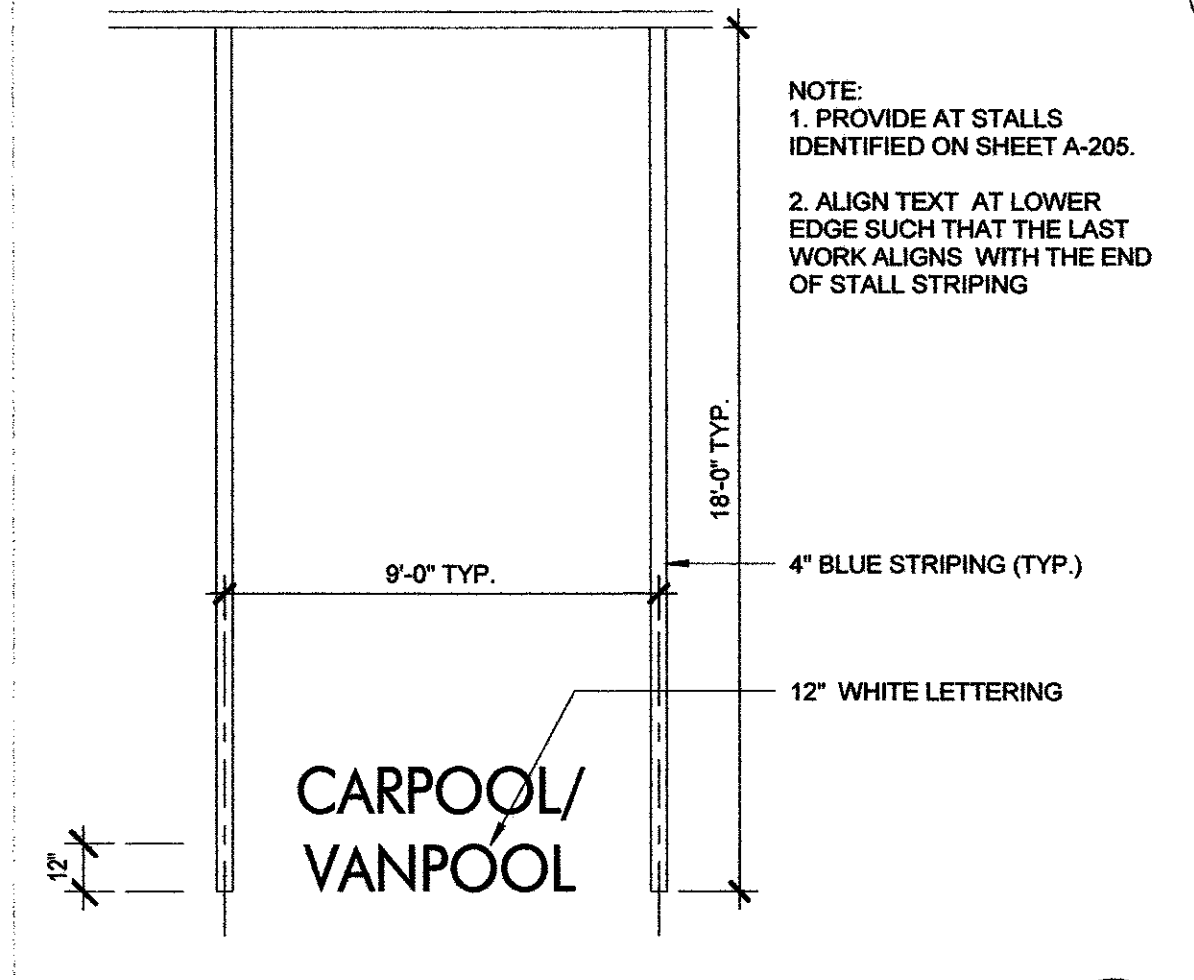 NOTE:
1. PROVIDE AT STALLS
IDENTIFIED ON SHEET A-205.
2. ALIGN TEXT AT LOWER
EDGE SUCH THAT THE LAST
WORK ALIGNS WITH THE END
OF STALL STRIPING
18'-0" TYP.
9'-0" TYP.
4" BLUE STRIPING (TYP.)
12" WHITE LETTERING
CARPOOL/
VANPOOL
12"